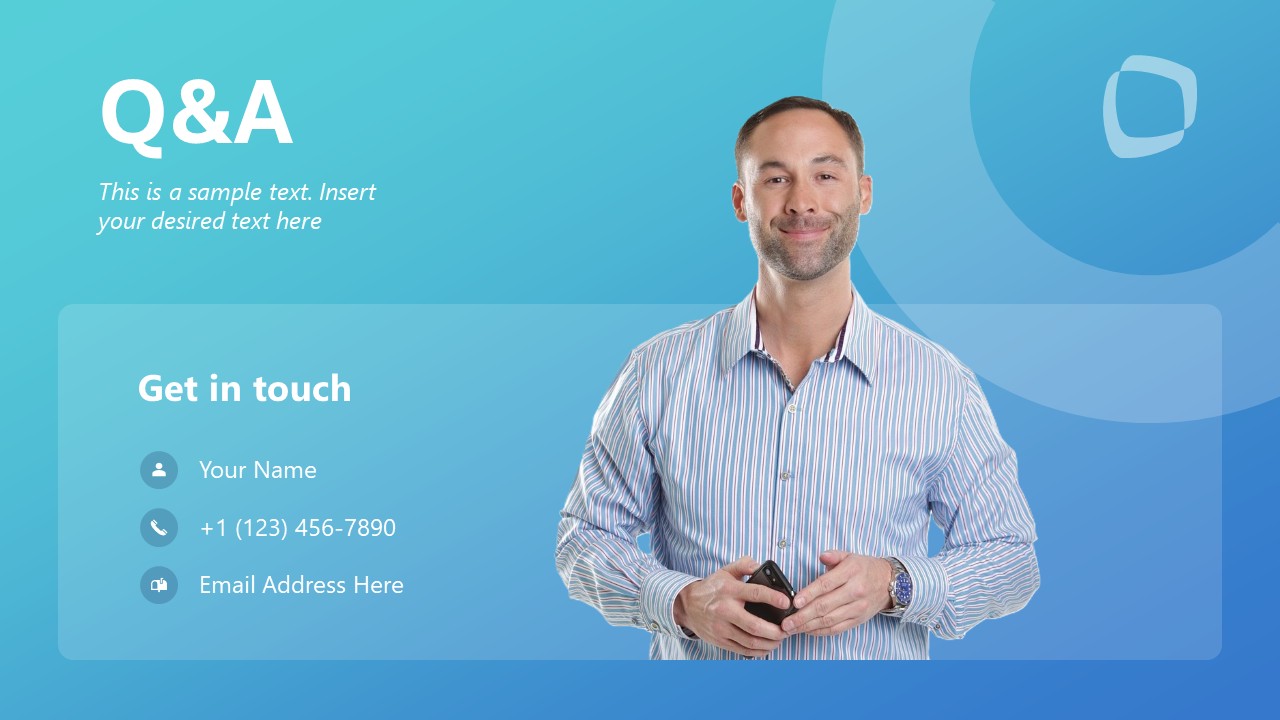 Q&A
This is a sample text. Insert
your desired text here
Get in touch
Your Name
+1 (123) 456-7890
Email Address Here